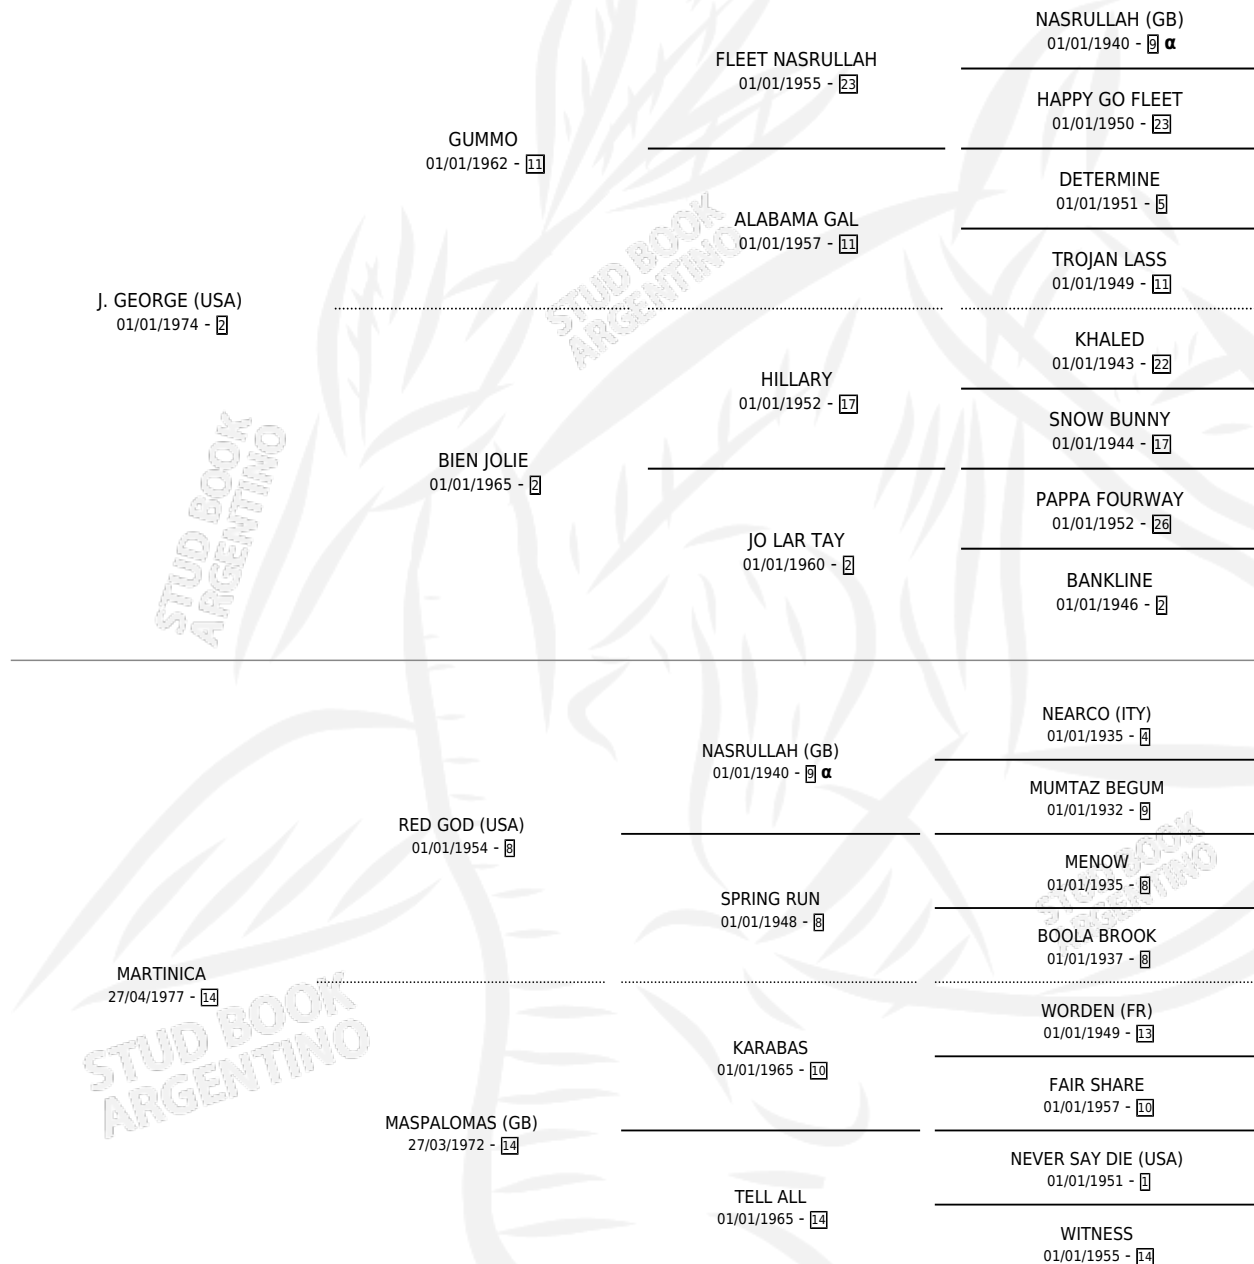 NASRULLAH (GB)
01/01/1940 - 9 α
FLEET NASRULLAH
01/01/1955 - 23
HAPPY GO FLEET
01/01/1950 - 23
GUMMO
01/01/1962 - 11
DETERMINE
01/01/1951 - 5
ALABAMA GAL
01/01/1957 - 11
TROJAN LASS
01/01/1949 - 11
J. GEORGE (USA)
01/01/1974 - 2
KHALED
01/01/1943 - 22
HILLARY
01/01/1952 - 17
SNOW BUNNY
01/01/1944 - 17
BIEN JOLIE
01/01/1965 - 2
PAPPA FOURWAY
01/01/1952 - 26
JO LAR TAY
01/01/1960 - 2
BANKLINE
01/01/1946 - 2
STUD BOOK
ARGENTINO
STUD BOOK
ARGENTINO
NEARCO (ITY)
01/01/1935 - 4
NASRULLAH (GB)
01/01/1940 - 9 α
MUMTAZ BEGUM
01/01/1932 - 9
RED GOD (USA)
01/01/1954 - 8
MENOW
01/01/1935 - 8
SPRING RUN
01/01/1948 - 8
BOOLA BROOK
01/01/1937 - 8
MARTINICA
27/04/1977 - 14
WORDEN (FR)
01/01/1949 - 13
KARABAS
01/01/1965 - 10
FAIR SHARE
01/01/1957 - 10
MASPALOMAS (GB)
27/03/1972 - 14
NEVER SAY DIE (USA)
01/01/1951 - 1
TELL ALL
01/01/1965 - 14
WITNESS
01/01/1955 - 14
STUD BOOK
ARGENTINO
STUD BOOK
ARGENTINO